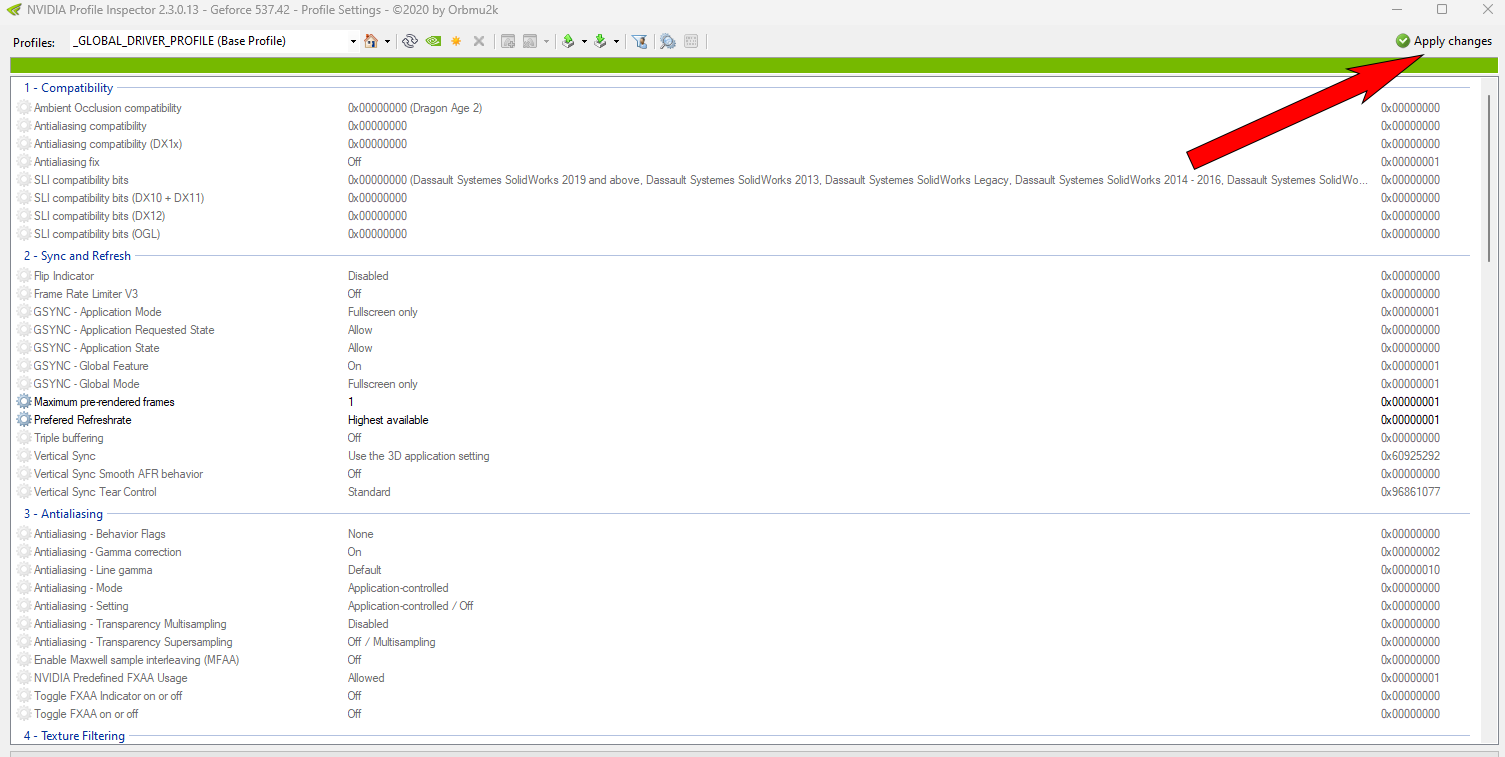 NVIDIA Profile Inspector 2.3.0.13 - Geforce 537.42 - Profile Settings - ©2020 by Orbmu2k
Profiles: _GLOBAL_DRIVER_PROFILE (Base Profile) Apply changes
1 - Compatibility
Ambient Occlusion compatibility 0x00000000 (Dragon Age 2) 0x00000000
Antialiasing compatibility 0x00000000 0x00000000
Antialiasing compatibility (DX1x) 0x00000000 0x00000000
Antialiasing fix Off 0x00000001
SLI compatibility bits 0x00000000 (Dassault Systemes SolidWorks 2019 and above, Dassault Systemes SolidWorks 2013, Dassault Systemes SolidWorks Legacy, Dassault Systemes SolidWorks 2014 - 2016, Dassault Systemes SolidWo... 0x00000000
SLI compatibility bits (DX10 + DX11) 0x00000000 0x00000000
SLI compatibility bits (DX12) 0x00000000 0x00000000
SLI compatibility bits (OGL) 0x00000000 0x00000000
2 - Sync and Refresh
Flip Indicator Disabled 0x00000000
Frame Rate Limiter V3 Off 0x00000000
GSYNC - Application Mode Fullscreen only 0x00000001
GSYNC - Application Requested State Allow 0x00000000
GSYNC - Application State Allow 0x00000000
GSYNC - Global Feature On 0x00000001
GSYNC - Global Mode Fullscreen only 0x00000001
Maximum pre-rendered frames 1 0x00000001
Prefered Refreshrate Highest available 0x00000001
Triple buffering Off 0x00000000
Vertical Sync Use the 3D application setting 0x60925292
Vertical Sync Smooth AFR behavior Off 0x00000000
Vertical Sync Tear Control Standard 0x96861077
3 - Antialiasing
Antialiasing - Behavior Flags None 0x00000000
Antialiasing - Gamma correction On 0x00000002
Antialiasing - Line gamma Default 0x00000010
Antialiasing - Mode Application-controlled 0x00000000
Antialiasing - Setting Application-controlled / Off 0x00000000
Antialiasing - Transparency Multisampling Disabled 0x00000000
Antialiasing - Transparency Supersampling Off / Multisampling 0x00000000
Enable Maxwell sample interleaving (MFAA) Off 0x00000000
NVIDIA Predefined FXAA Usage Allowed 0x00000001
Toggle FXAA Indicator on or off Off 0x00000000
Toggle FXAA on or off Off 0x00000000
4 - Texture Filtering